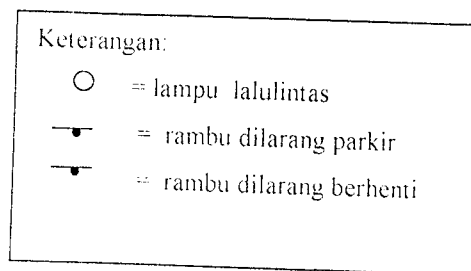 Keterangan:
= lampu lalulintas
= rambu dilarang parkir
= rambu dilarang berhenti